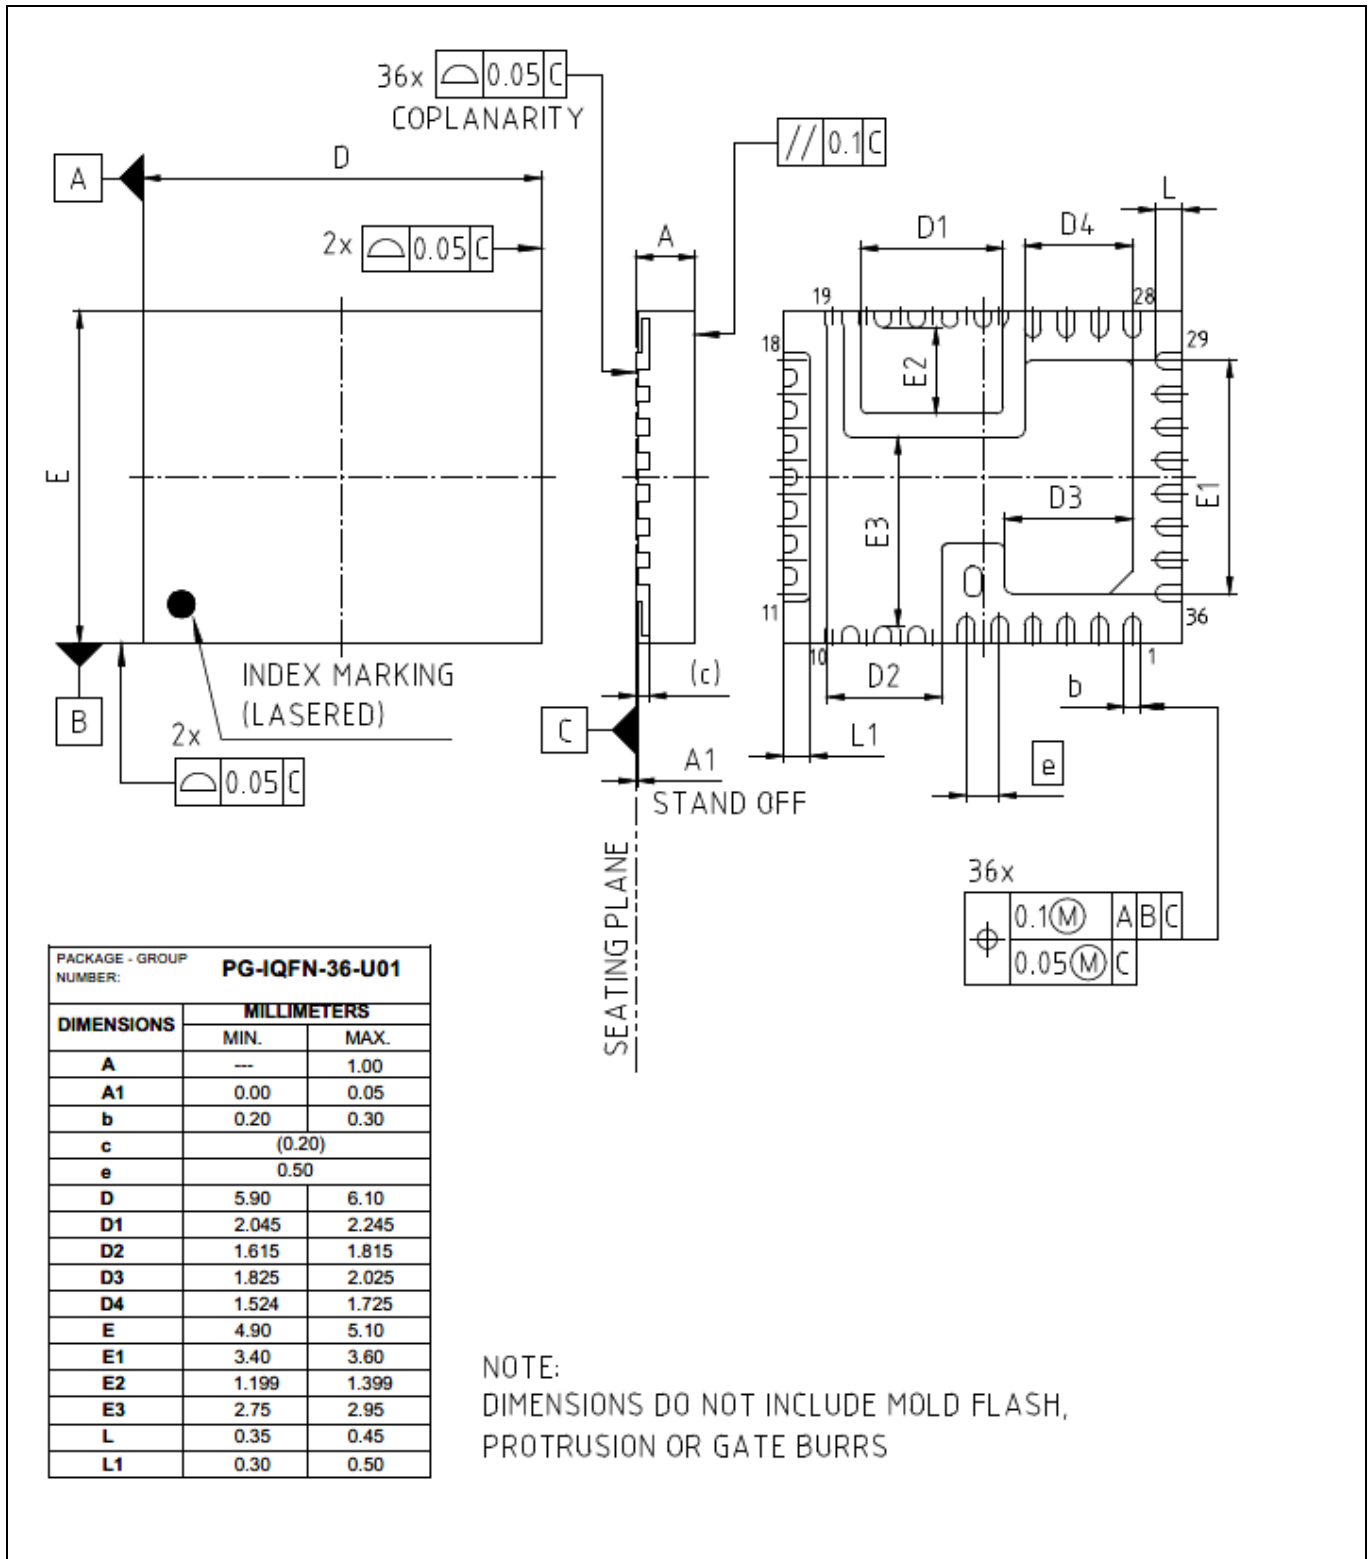 36x ⌓ 0.05 C
COPLANARITY
// 0.1 C
A
D
2x ⌓ 0.05 C
A
D1
D4
L
19
28
18
29
E2
E
E3
D3
E1
11
36
10
1
INDEX MARKING
(LASERED)
(c)
D2
b
B
2x
⌓ 0.05 C
C
A1
STAND OFF
L1
e
SEATING PLANE
36x
⌖ 0.1 Ⓜ A B C
0.05 Ⓜ C
PACKAGE - GROUP
NUMBER:
PG-IQFN-36-U01
DIMENSIONS MILLIMETERS
MIN. MAX.
A --- 1.00
A1 0.00 0.05
b 0.20 0.30
c (0.20)
e 0.50
D 5.90 6.10
D1 2.045 2.245
D2 1.615 1.815
D3 1.825 2.025
D4 1.524 1.725
E 4.90 5.10
E1 3.40 3.60
E2 1.199 1.399
E3 2.75 2.95
L 0.35 0.45
L1 0.30 0.50
NOTE:
DIMENSIONS DO NOT INCLUDE MOLD FLASH,
PROTRUSION OR GATE BURRS